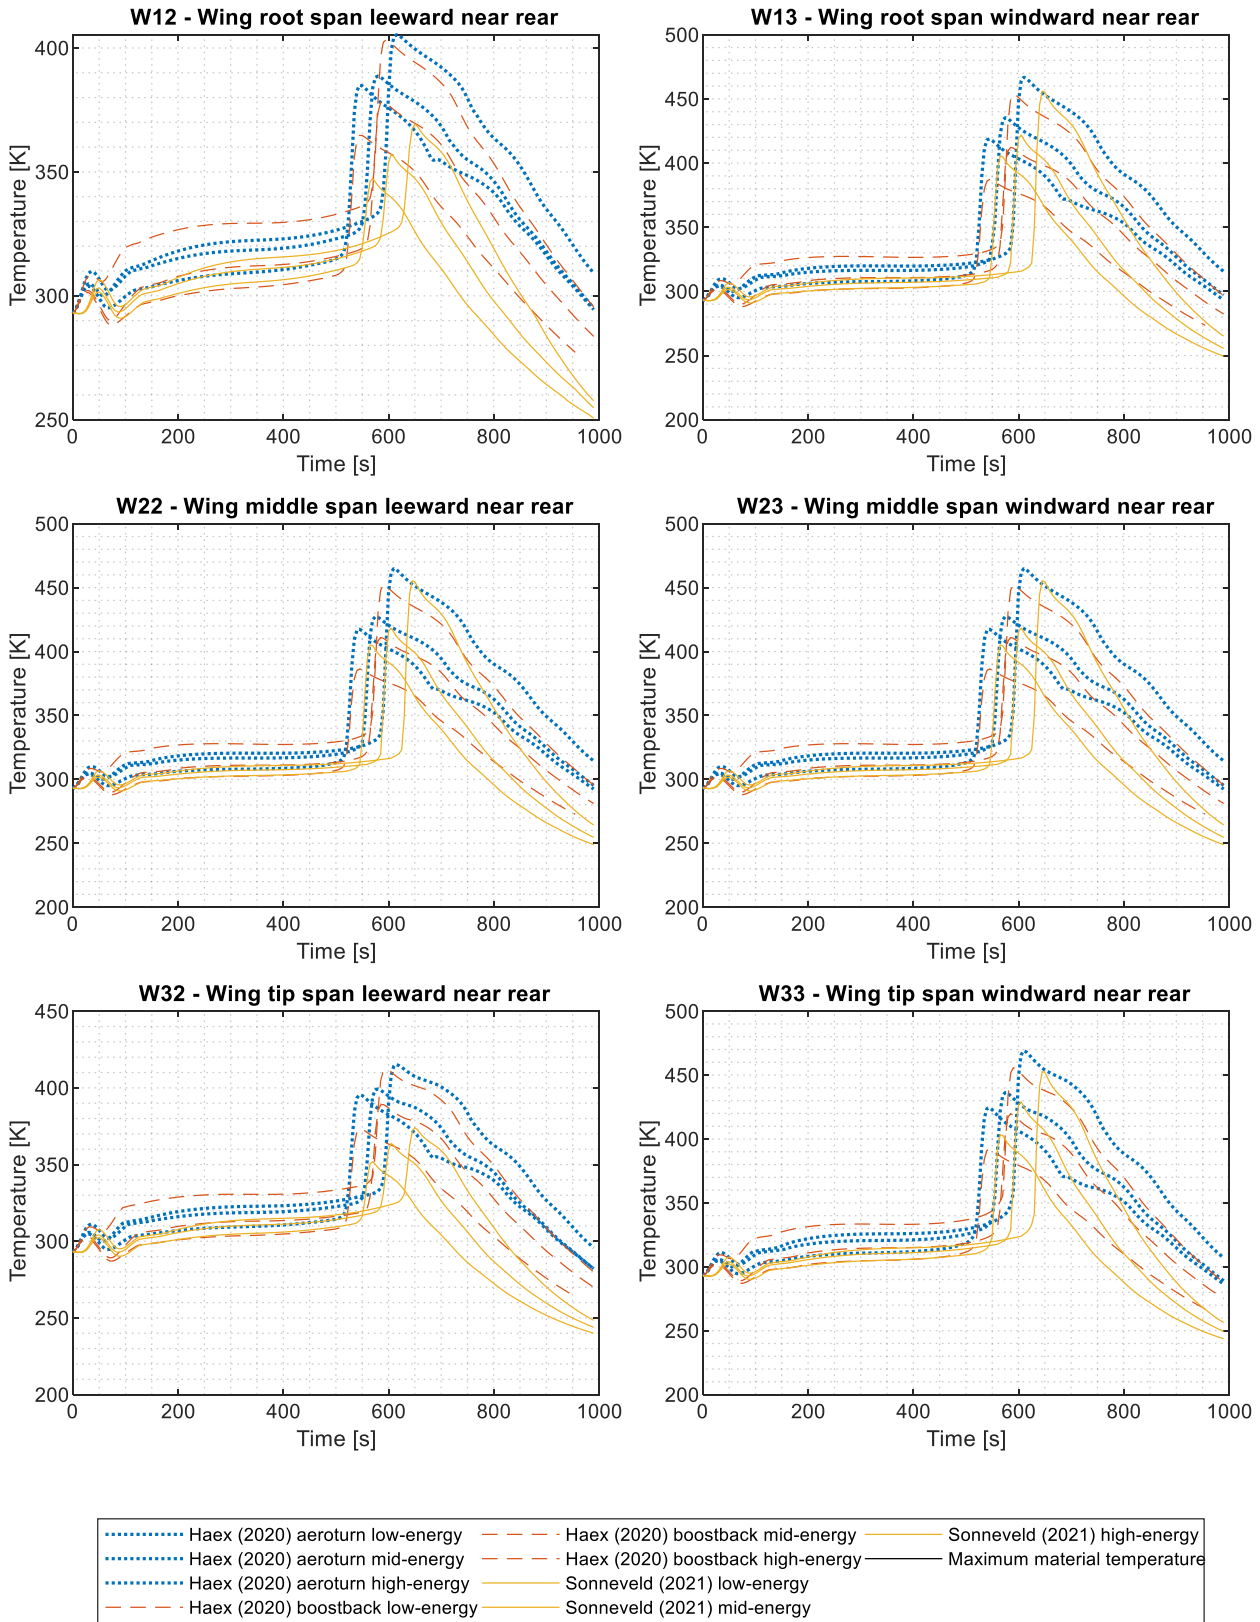 W12 - Wing root span leeward near rear
400
350
300
250
Temperature [K]
0 200 400 600 800 1000
Time [s]
W13 - Wing root span windward near rear
500
450
400
350
300
250
200
Temperature [K]
0 200 400 600 800 1000
Time [s]
W22 - Wing middle span leeward near rear
500
450
400
350
300
250
200
Temperature [K]
0 200 400 600 800 1000
Time [s]
W23 - Wing middle span windward near rear
500
450
400
350
300
250
200
Temperature [K]
0 200 400 600 800 1000
Time [s]
W32 - Wing tip span leeward near rear
450
400
350
300
250
200
Temperature [K]
0 200 400 600 800 1000
Time [s]
W33 - Wing tip span windward near rear
500
450
400
350
300
250
200
Temperature [K]
0 200 400 600 800 1000
Time [s]
Haex (2020) aeroturn low-energy
Haex (2020) aeroturn mid-energy
Haex (2020) aeroturn high-energy
Haex (2020) boostback low-energy
Haex (2020) boostback mid-energy
Haex (2020) boostback high-energy
Sonneveld (2021) low-energy
Sonneveld (2021) mid-energy
Sonneveld (2021) high-energy
Maximum material temperature